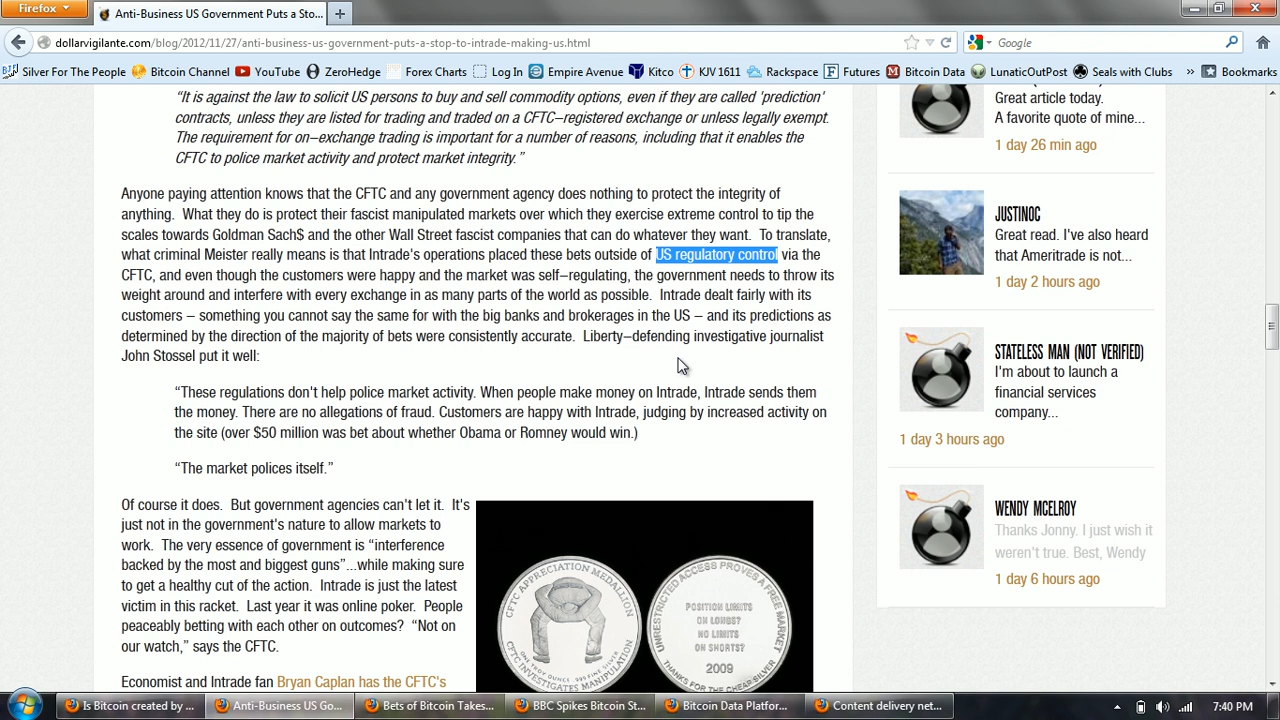 Firefox
Anti-Business US Government Puts a Sto...
dollarvigilante.com/blog/2012/11/27/anti-business-us-government-puts-a-stop-to-intrade-making-us.html
Google
Silver For The People
Bitcoin Channel
YouTube
ZeroHedge
Forex Charts
Log In
Empire Avenue
Kitco
KJV 1611
Rackspace
Futures
Bitcoin Data
LunaticOutPost
Seals with Clubs
»
Bookmarks
“It is against the law to solicit US persons to buy and sell commodity options, even if they are called 'prediction'
contracts, unless they are listed for trading and traded on a CFTC–registered exchange or unless legally exempt.
The requirement for on–exchange trading is important for a number of reasons, including that it enables the
CFTC to police market activity and protect market integrity.”
Anyone paying attention knows that the CFTC and any government agency does nothing to protect the integrity of
anything.  What they do is protect their fascist manipulated markets over which they exercise extreme control to tip the
scales towards Goldman Sach$ and the other Wall Street fascist companies that can do whatever they want.  To translate,
what criminal Meister really means is that Intrade's operations placed these bets outside of US regulatory control via the
CFTC, and even though the customers were happy and the market was self–regulating, the government needs to throw its
weight around and interfere with every exchange in as many parts of the world as possible.  Intrade dealt fairly with its
customers – something you cannot say the same for with the big banks and brokerages in the US – and its predictions as
determined by the direction of the majority of bets were consistently accurate.  Liberty–defending investigative journalist
John Stossel put it well:
“These regulations don't help police market activity. When people make money on Intrade, Intrade sends them
the money. There are no allegations of fraud. Customers are happy with Intrade, judging by increased activity on
the site (over $50 million was bet about whether Obama or Romney would win.)
“The market polices itself.”
Of course it does.  But government agencies can't let it.  It's
just not in the government's nature to allow markets to
work.  The very essence of government is “interference
backed by the most and biggest guns”...while making sure
to get a healthy cut of the action.  Intrade is just the latest
victim in this racket.  Last year it was online poker.  People
peaceably betting with each other on outcomes?  “Not on
our watch,” says the CFTC.
Economist and Intrade fan Bryan Caplan has the CFTC's
CFTC APPRECIATION MEDALLION
ONE TROY OUNCE .999 FINE SILVER
CFTC INVESTIGATES MANIPULATION
UNRESTRICTED ACCESS PROVES A FREE MARKET
POSITION LIMITS
ON LONGS?
NO LIMITS
ON SHORTS?
2009
THANKS FOR THE CHEAP SILVER
Great article today.
A favorite quote of mine...
1 day 26 min ago
JUSTINOC
Great read. I've also heard
that Ameritrade is not...
1 day 2 hours ago
STATELESS MAN (NOT VERIFIED)
I'm about to launch a
financial services
company...
1 day 3 hours ago
WENDY MCELROY
Thanks Jonny. I just wish it
weren't true. Best, Wendy
1 day 6 hours ago
Is Bitcoin created by ...
Anti-Business US Go...
Bets of Bitcoin Takes...
BBC Spikes Bitcoin St...
Bitcoin Data Platfor...
Content delivery net...
7:40 PM